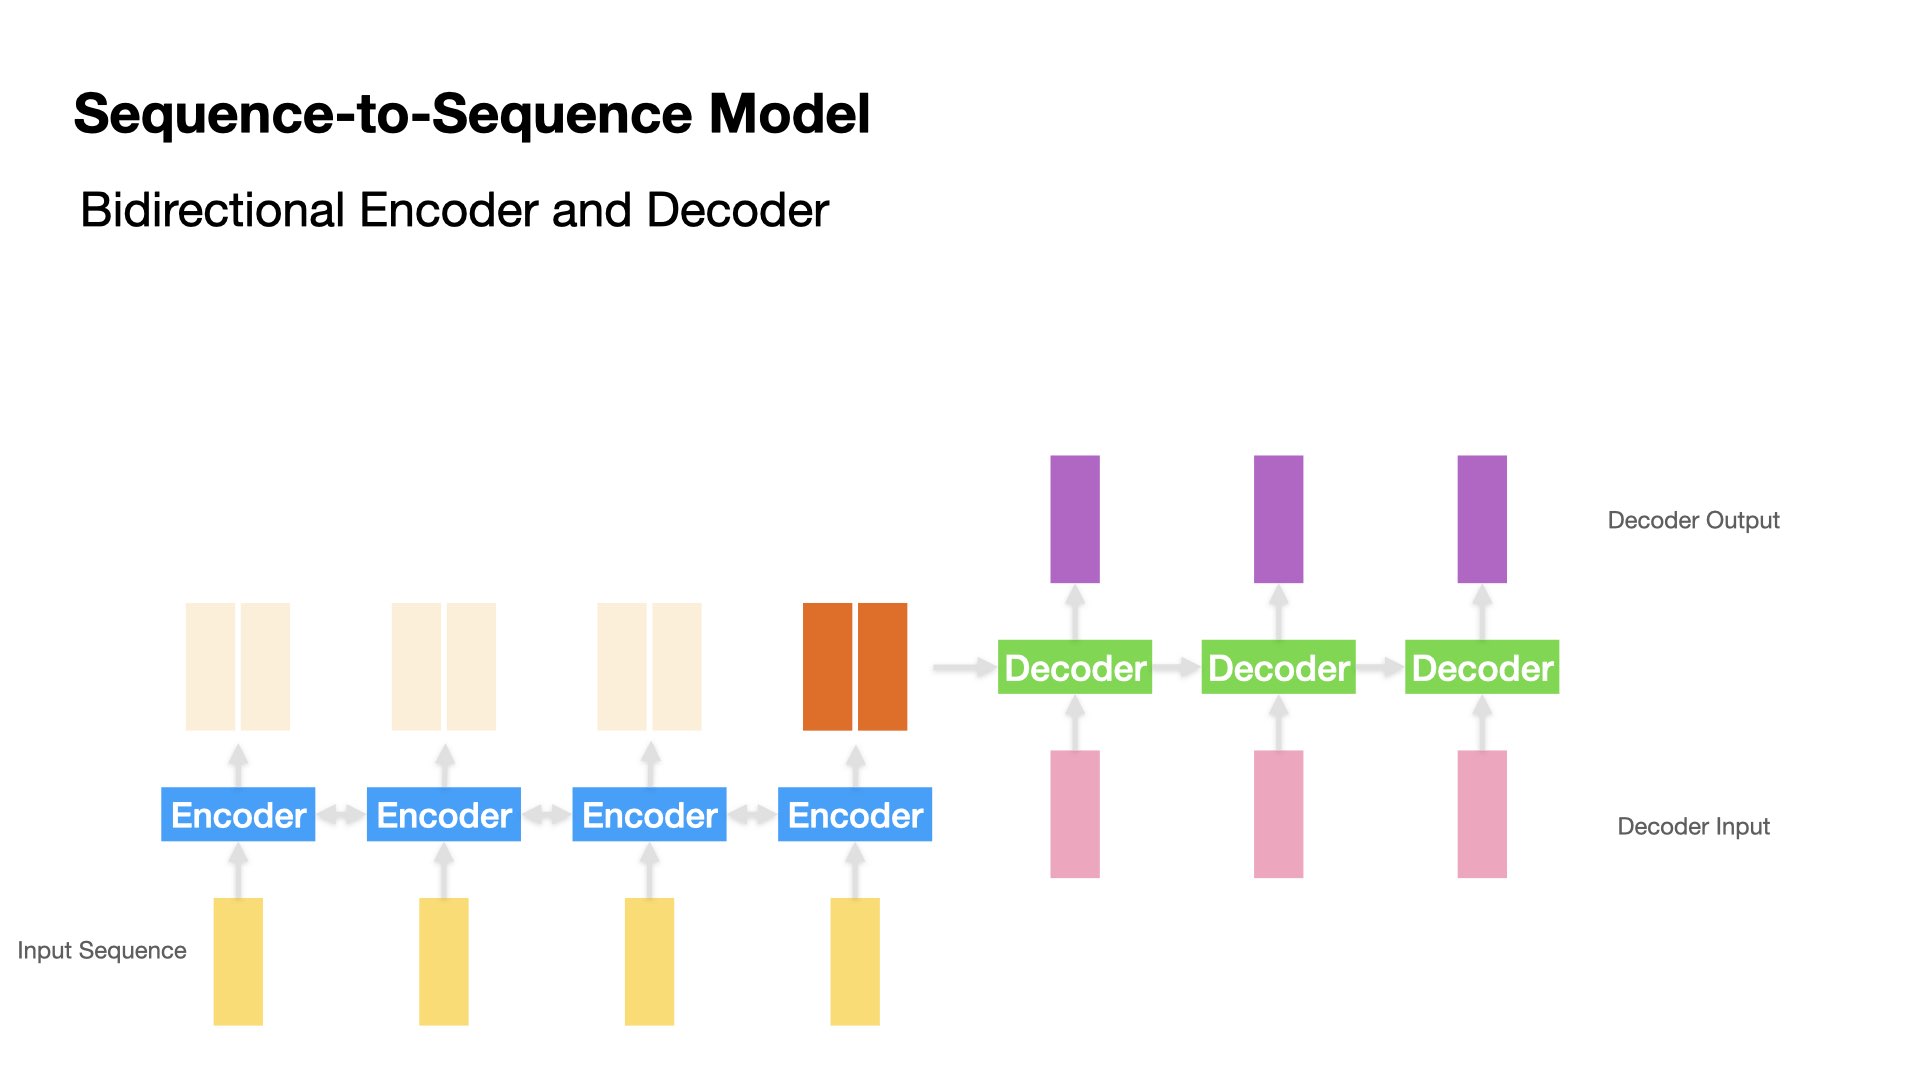 Sequence-to-Sequence Model
Bidirectional Encoder and Decoder
Decoder Output
Decoder Decoder Decoder
Encoder Encoder Encoder Encoder
Decoder Input
Input Sequence